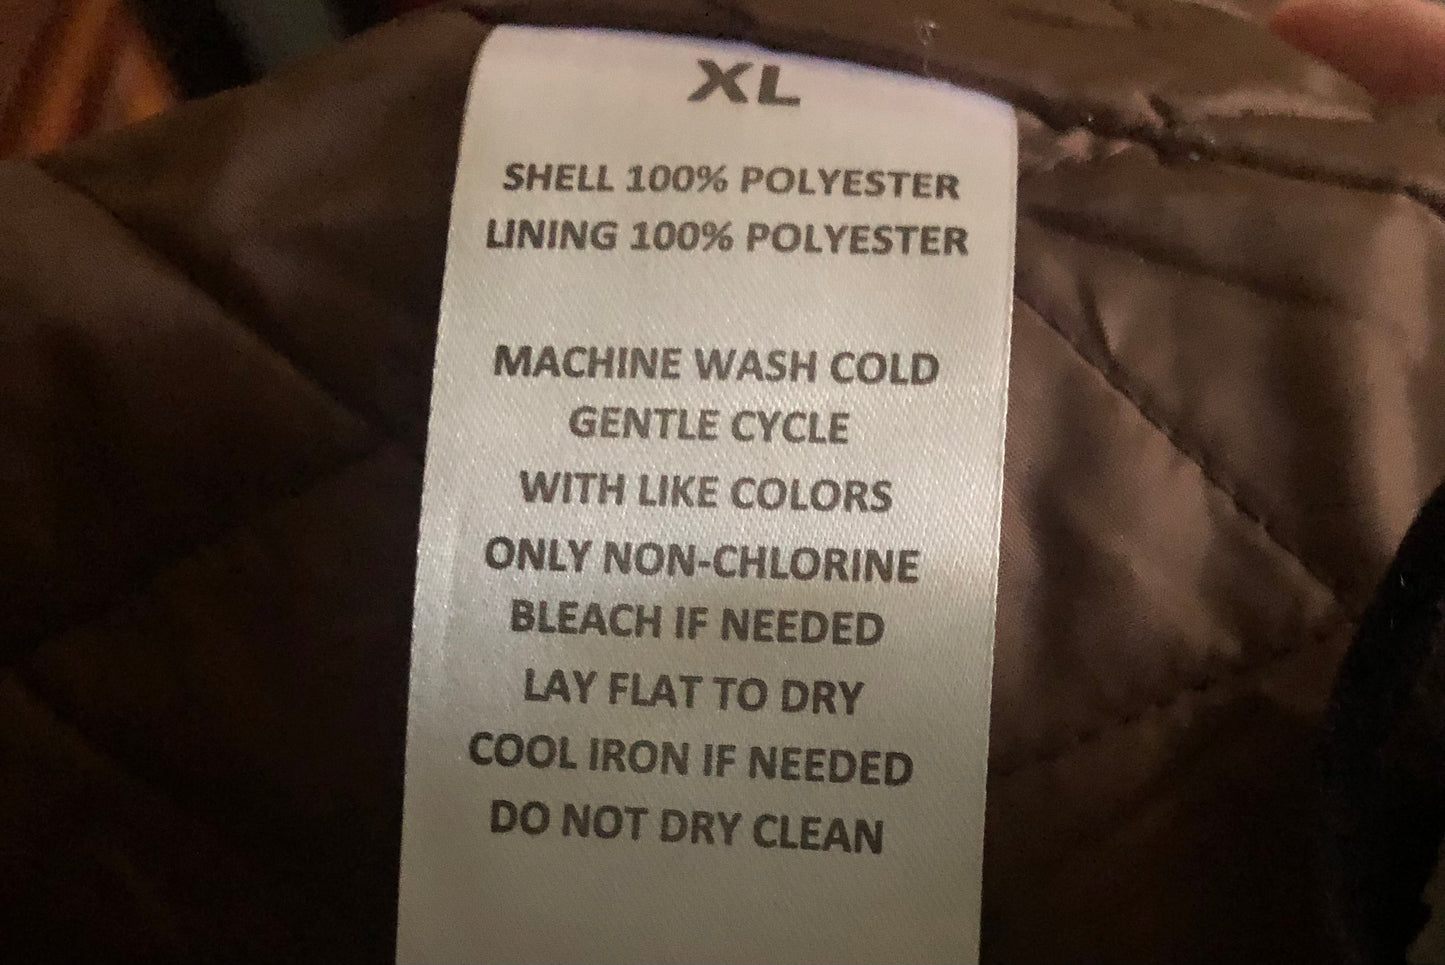 XL
SHELL 100% POLYESTER
LINING 100% POLYESTER
MACHINE WASH COLD
GENTLE CYCLE
WITH LIKE COLORS
ONLY NON-CHLORINE
BLEACH IF NEEDED
LAY FLAT TO DRY
COOL IRON IF NEEDED
DO NOT DRY CLEAN